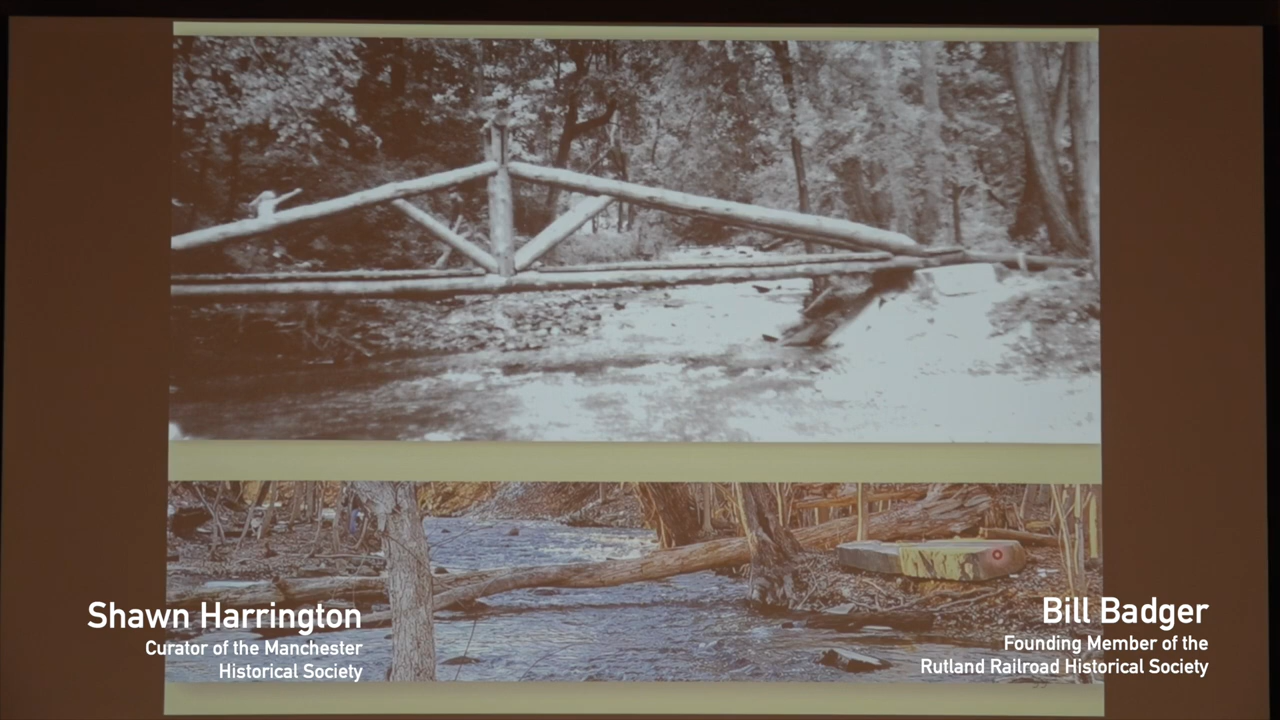 Shawn Harrington
Curator of the Manchester
Historical Society
Bill Badger
Founding Member of the
Rutland Railroad Historical Society